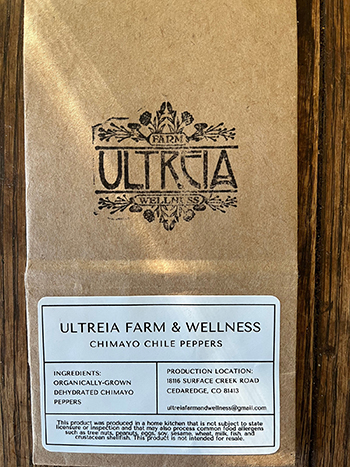 FARM
ULTREIA
WELLNESS
ULTREIA FARM & WELLNESS
CHIMAYO CHILE PEPPERS
INGREDIENTS:
ORGANICALLY-GROWN
DEHYDRATED CHIMAYO
PEPPERS
PRODUCTION LOCATION:
18116 SURFACE CREEK ROAD
CEDAREDGE, CO 81413
ultreiafarmandwellness@gmail.com
This product was produced in a home kitchen that is not subject to state
licensure or inspection and that may also process common food allergens
such as tree nuts, peanuts, eggs, soy, sesame, wheat, milk, fish, and
crustacean shellfish. This product is not intended for resale.